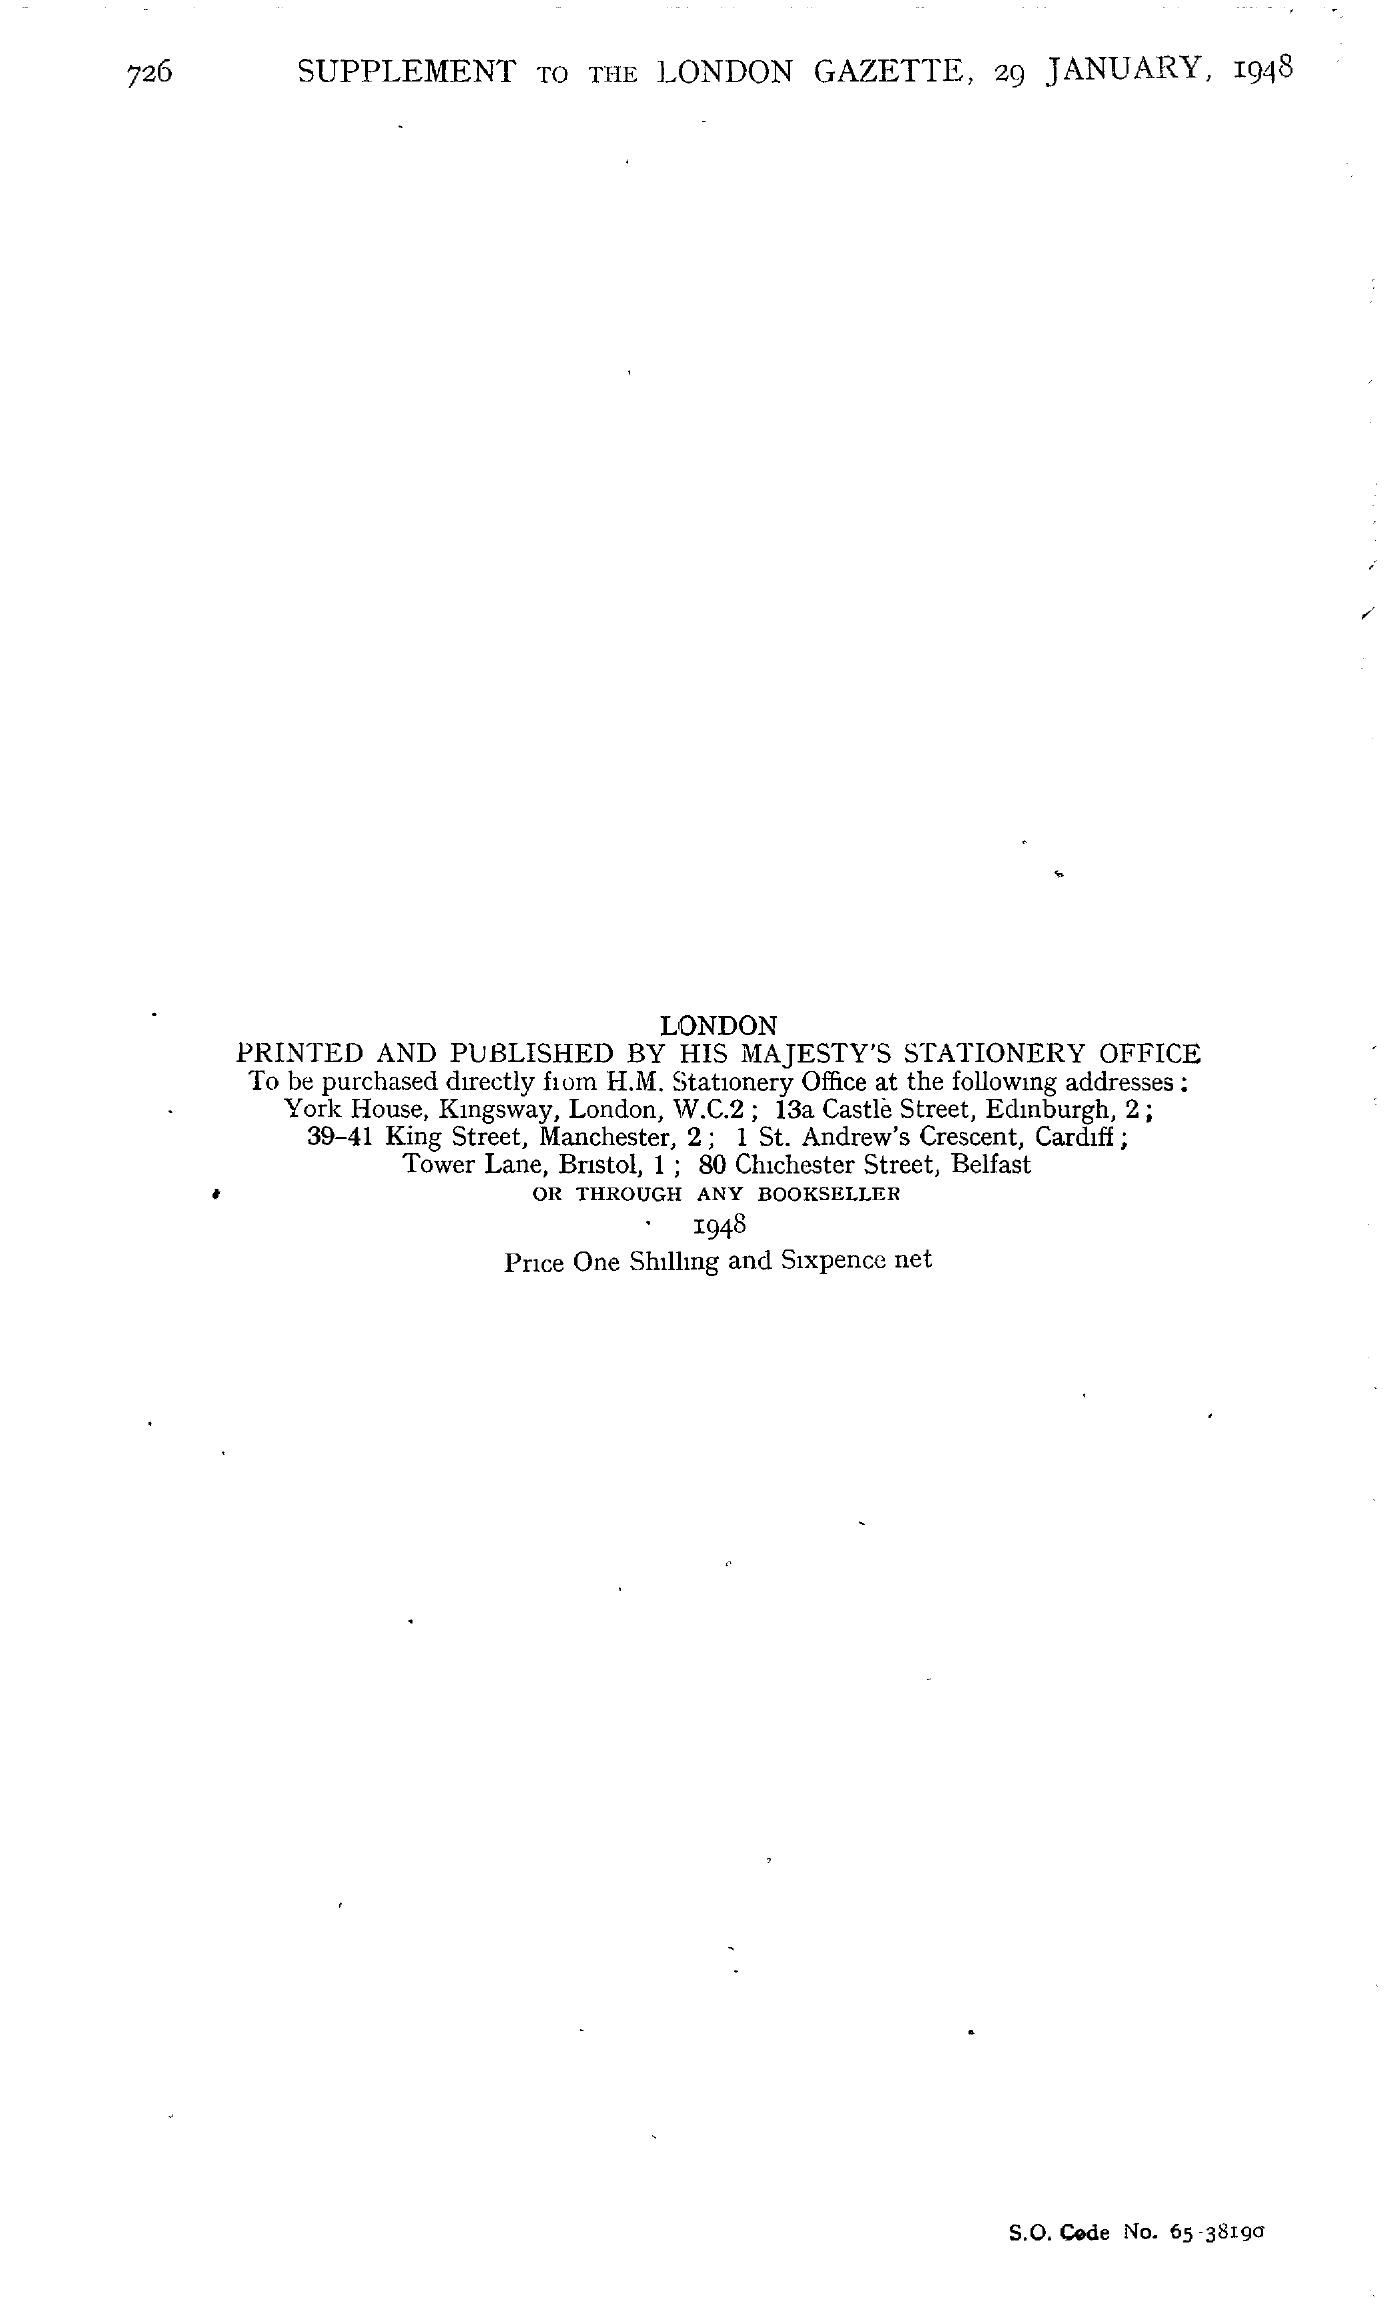 726 SUPPLEMENT TO THE LONDON GAZETTE, 29 JANUARY, 1948
LONDON
PRINTED AND PUBLISHED BY HIS MAJESTY'S STATIONERY OFFICE
To be purchased directly from H.M. Stationery Office at the following addresses:
York House, Kingsway, London, W.C.2; 13a Castle Street, Edinburgh, 2;
39–41 King Street, Manchester, 2; 1 St. Andrew's Crescent, Cardiff;
Tower Lane, Bristol, 1; 80 Chichester Street, Belfast
OR THROUGH ANY BOOKSELLER
1948
Price One Shilling and Sixpence net
S.O. Code No. 65-38190